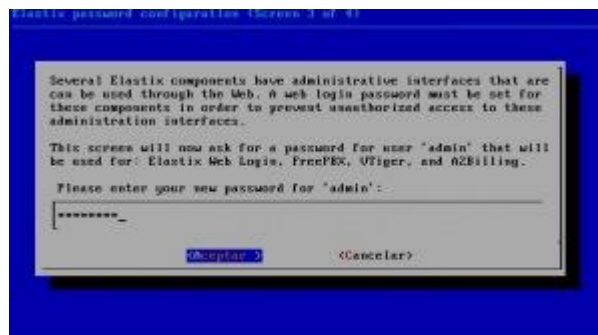 Elastix password configuration (Screen 3 of 4)
Several Elastix components have administrative interfaces that are
can be used through the Web. A web login password must be set for
these components in order to prevent unauthorized access to these
administration interfaces.
This screen will now ask for a password for user 'admin' that will
be used for: Elastix Web Login, FreePBX, VTiger, and A2Billing.
Please enter your new password for 'admin':
********_
<Aceptar > <Cancelar>